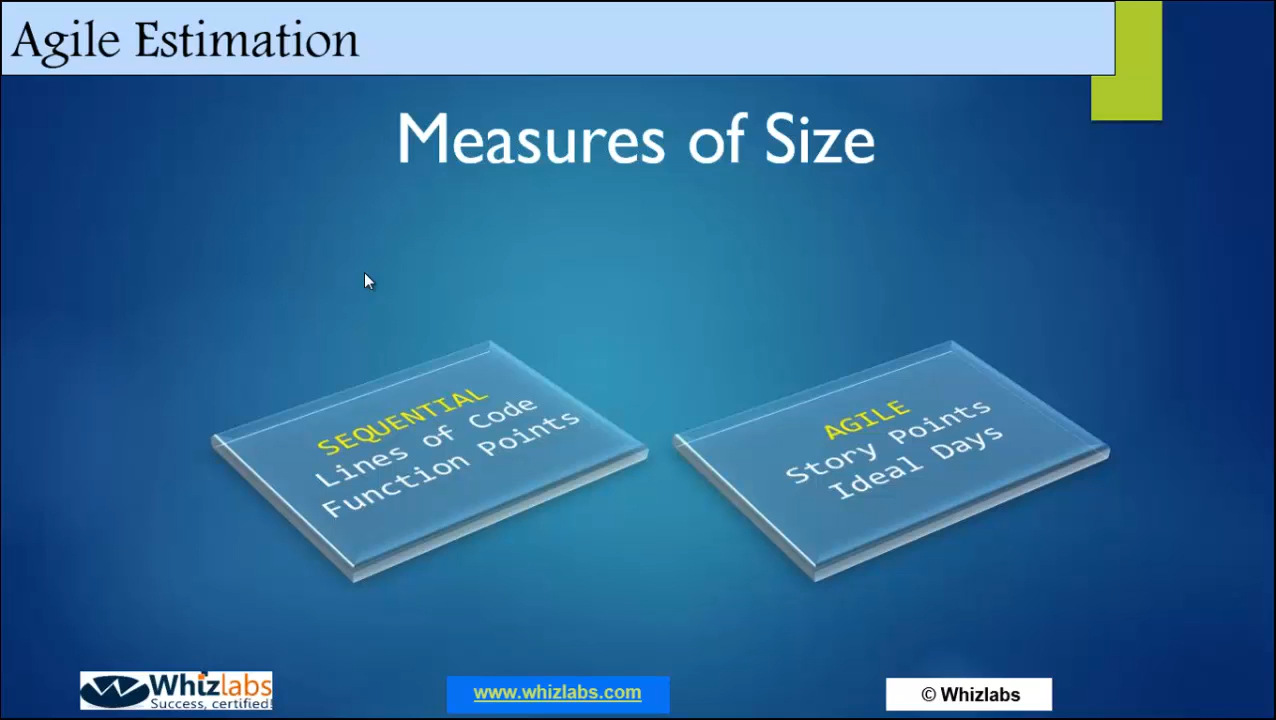 Agile Estimation
Measures of Size
SEQUENTIAL
Lines of Code
Function Points
AGILE
Story Points
Ideal Days
Whizlabs
Success, certified!
www.whizlabs.com
© Whizlabs